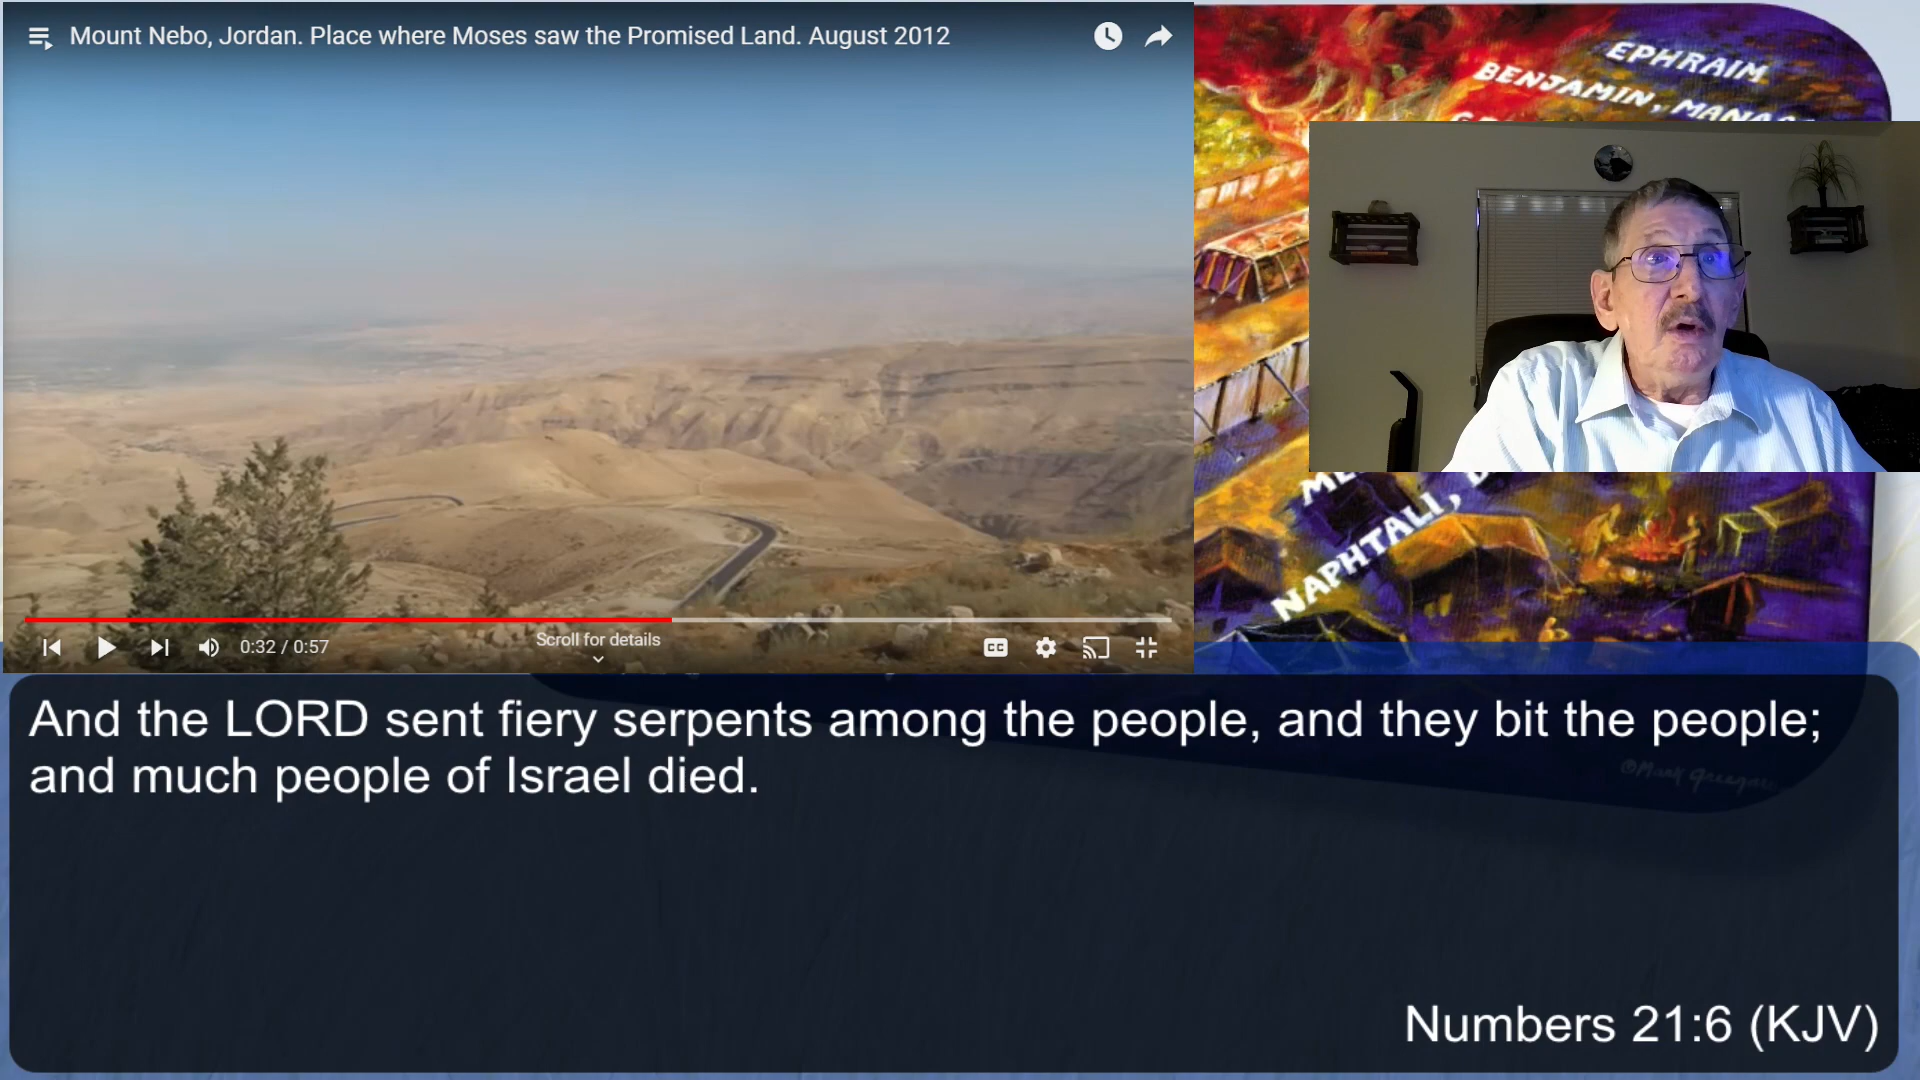 Mount Nebo, Jordan. Place where Moses saw the Promised Land. August 2012
EPHRAIM
BENJAMIN,
NAPHTALI,
0:32 / 0:57
Scroll for details
CC
And the LORD sent fiery serpents among the people, and they bit the people;
and much people of Israel died.
Numbers 21:6 (KJV)